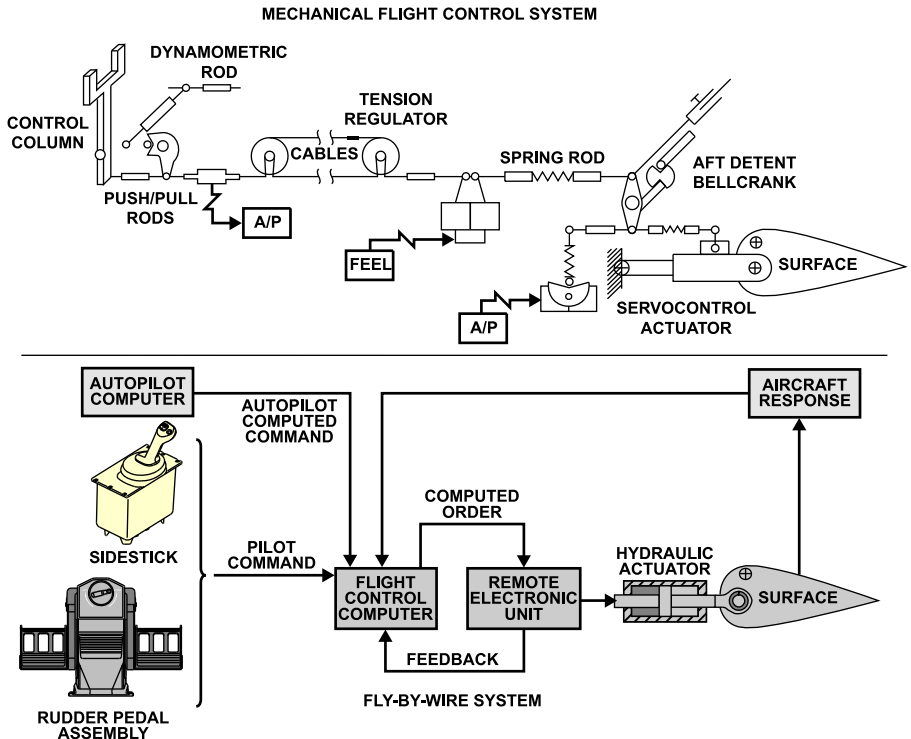 MECHANICAL FLIGHT CONTROL SYSTEM
DYNAMOMETRIC
ROD
CONTROL
COLUMN
TENSION
REGULATOR
CABLES
PUSH/PULL
RODS
A/P
FEEL
SPRING ROD
AFT DETENT
BELLCRANK
A/P
SURFACE
SERVOCONTROL
ACTUATOR
AUTOPILOT
COMPUTER
AUTOPILOT
COMPUTED
COMMAND
AIRCRAFT
RESPONSE
SIDESTICK
PILOT
COMMAND
COMPUTED
ORDER
FLIGHT
CONTROL
COMPUTER
REMOTE
ELECTRONIC
UNIT
HYDRAULIC
ACTUATOR
SURFACE
FEEDBACK
RUDDER PEDAL
ASSEMBLY
FLY-BY-WIRE SYSTEM